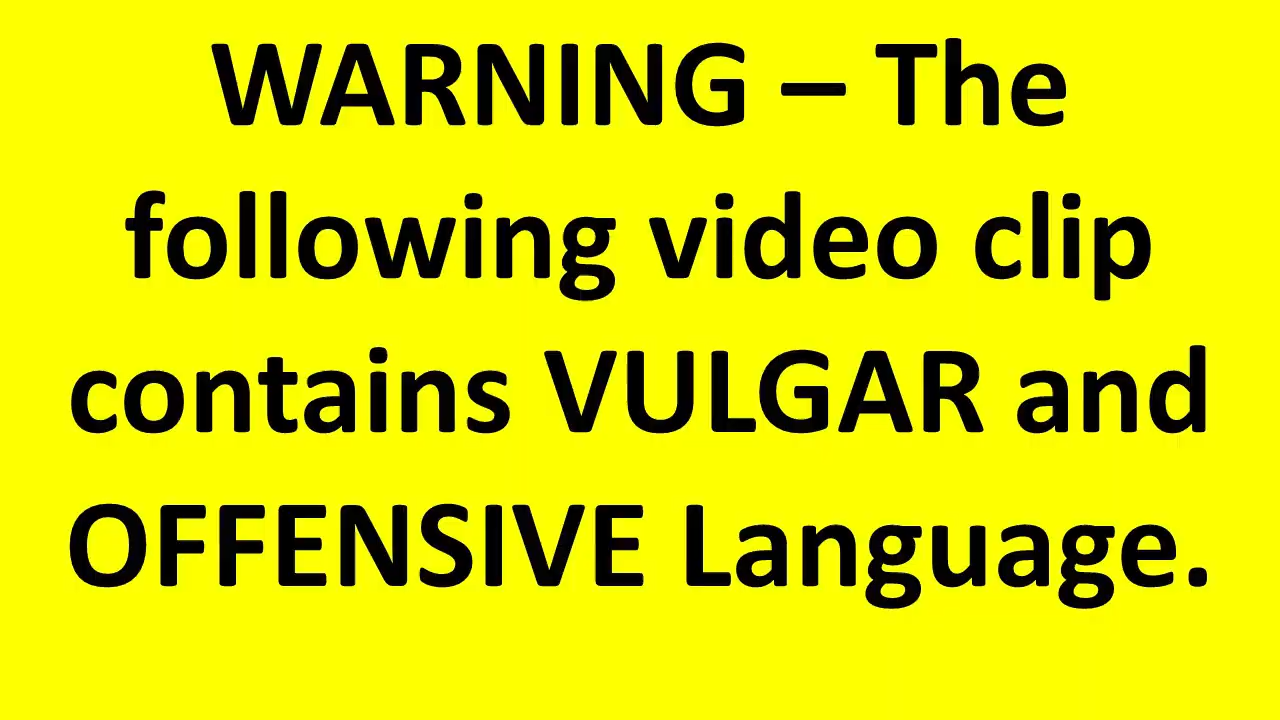 WARNING – The
following video clip
contains VULGAR and
OFFENSIVE Language.